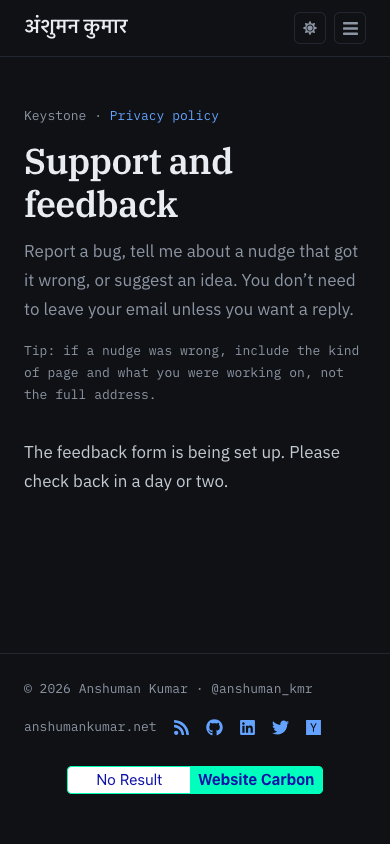 अंशुमन कुमार
Keystone · Privacy policy
Support and
feedback
Report a bug, tell me about a nudge that got
it wrong, or suggest an idea. You don’t need
to leave your email unless you want a reply.
Tip: if a nudge was wrong, include the kind
of page and what you were working on, not
the full address.
The feedback form is being set up. Please
check back in a day or two.
© 2026 Anshuman Kumar · @anshuman_kmr
anshumankumar.net
No Result Website Carbon